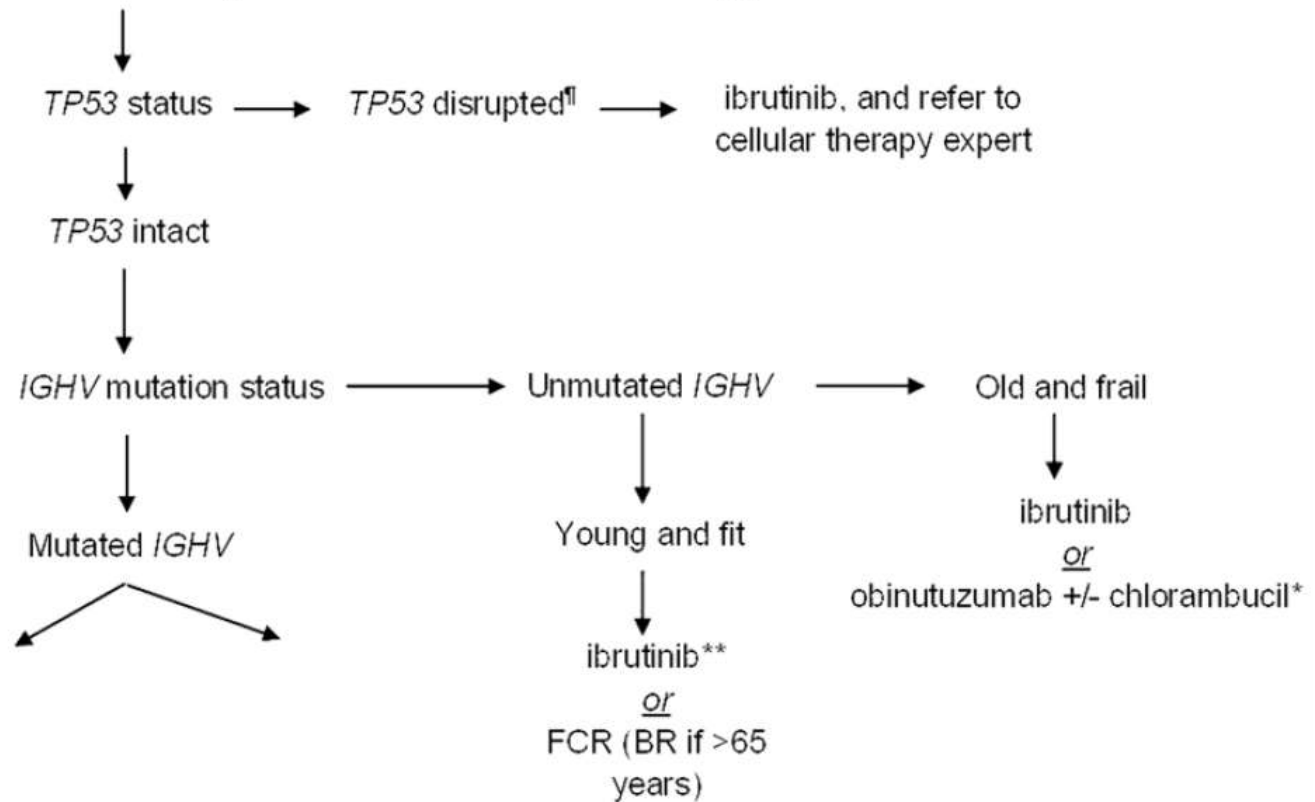 TP53 status
TP53 disrupted¶
ibrutinib, and refer to
cellular therapy expert
TP53 intact
IGHV mutation status
Unmutated IGHV
Old and frail
Mutated IGHV
Young and fit
ibrutinib
or
obinutuzumab +/- chlorambucil*
ibrutinib**
or
FCR (BR if >65
years)